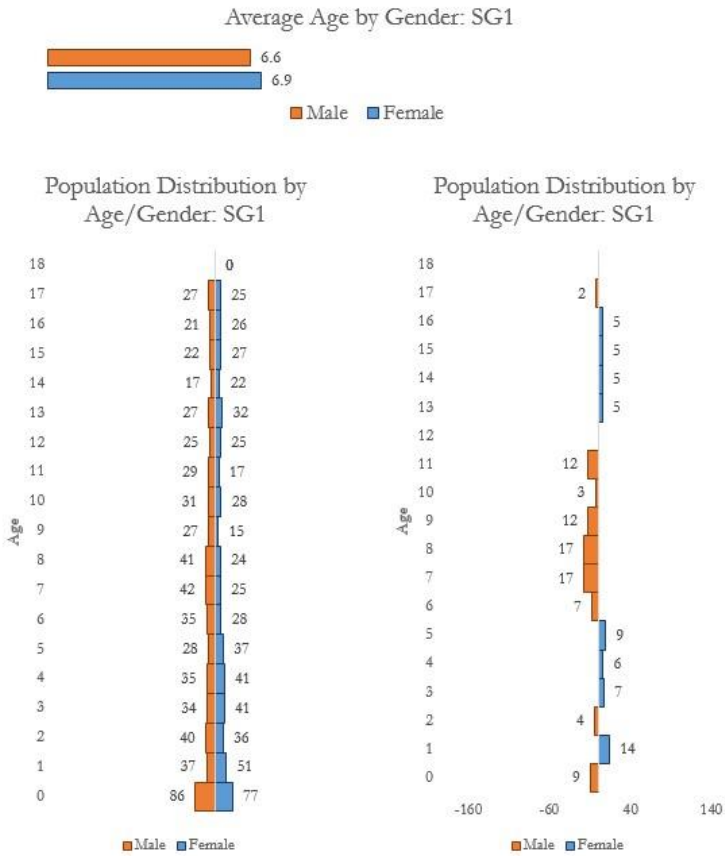 Average Age by Gender: SG1
6.6
6.9
Male Female
Population Distribution by
Age/Gender: SG1
18 0
17 27 25
16 21 26
15 22 27
14 17 22
13 27 32
12 25 25
11 29 17
10 31 28
9 27 15
8 41 24
7 42 25
6 35 28
5 28 37
4 35 41
3 34 41
2 40 36
1 37 51
0 86 77
Age
Male Female
Population Distribution by
Age/Gender: SG1
18
17 2
16 5
15 5
14 5
13 5
12
11 12
10 3
9 12
8 17
7 17
6 7
5 9
4 6
3 7
2 4
1 14
0 9
Age
-160 -60 40 140
Male Female